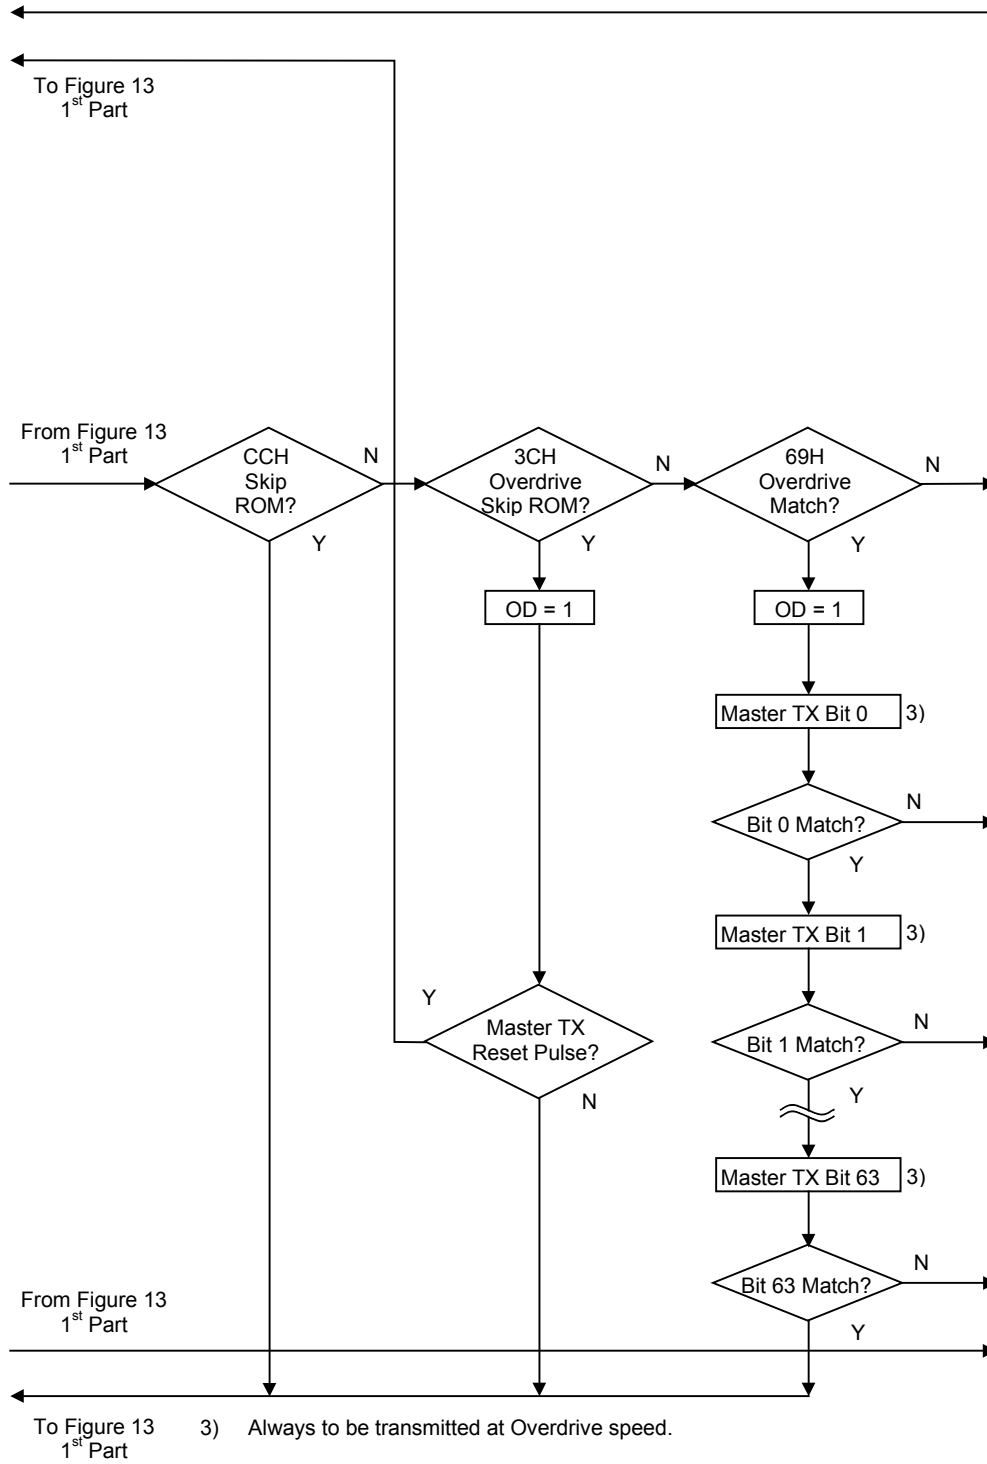 To Figure 13
1st Part
From Figure 13
1st Part
CCH
Skip
ROM?
N
Y
3CH
Overdrive
Skip ROM?
N
Y
69H
Overdrive
Match?
N
Y
OD = 1
OD = 1
Master TX Bit 0
3)
Bit 0 Match?
N
Y
Master TX Bit 1
3)
Y
Master TX
Reset Pulse?
N
Bit 1 Match?
N
Y
Master TX Bit 63
3)
Bit 63 Match?
N
Y
From Figure 13
1st Part
To Figure 13
1st Part
3) Always to be transmitted at Overdrive speed.